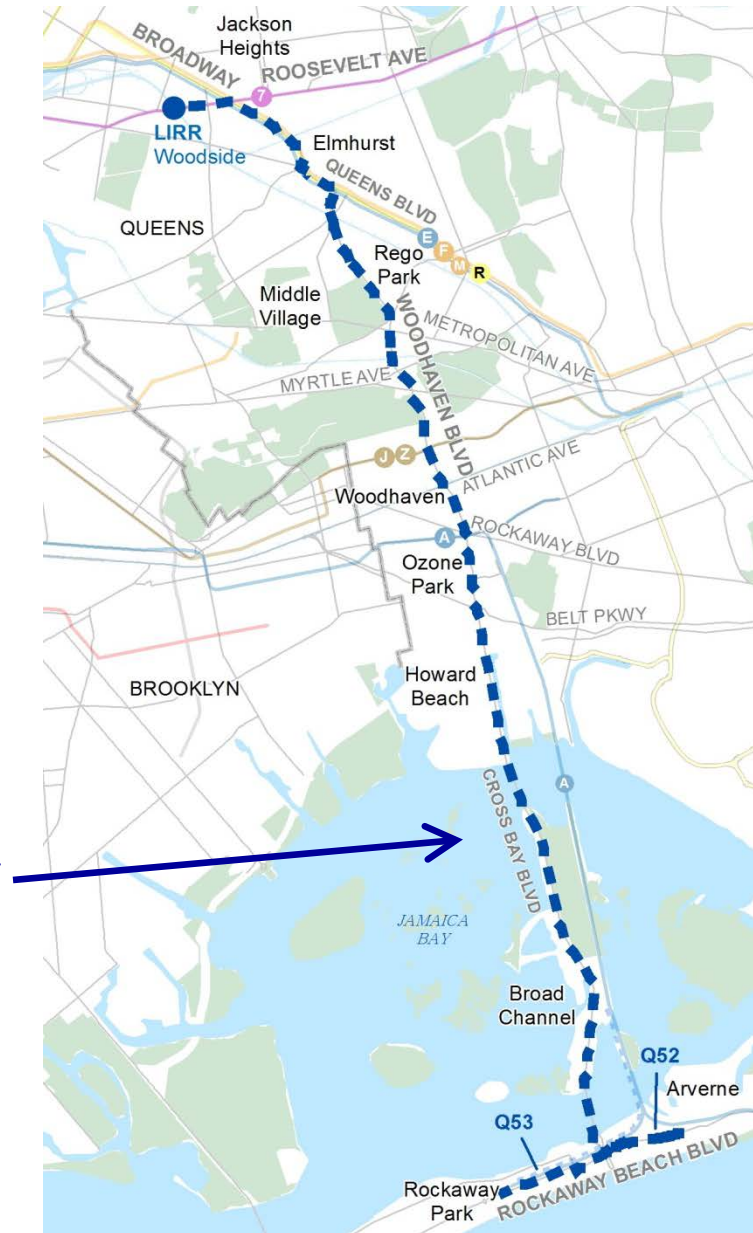 Jackson
Heights
BROADWAY
ROOSEVELT AVE
7
LIRR
Woodside
Elmhurst
QUEENS BLVD
QUEENS
E
F
M
R
Rego
Park
Middle
Village
WOODHAVEN BLVD
METROPOLITAN AVE
MYRTLE AVE
J Z
ATLANTIC AVE
Woodhaven
ROCKAWAY BLVD
A
Ozone
Park
BELT PKWY
Howard
Beach
BROOKLYN
CROSS BAY BLVD
A
JAMAICA
BAY
Broad
Channel
Q52
Arverne
Q53
Rockaway
Park
ROCKAWAY BEACH BLVD